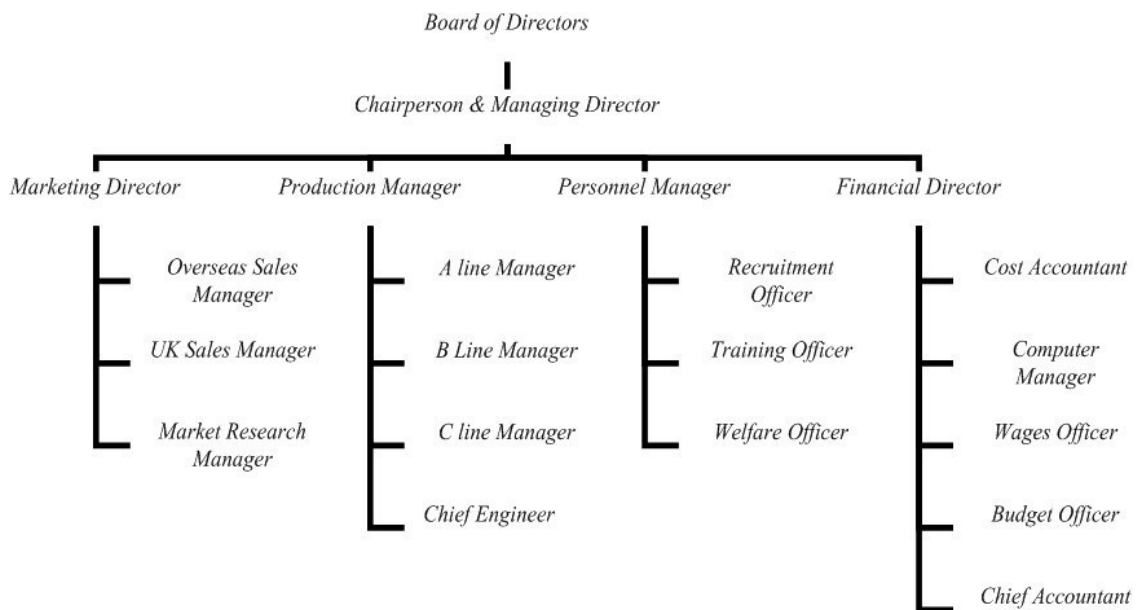 Board of Directors
Chairperson & Managing Director
Marketing Director
Production Manager
Personnel Manager
Financial Director
Overseas Sales
Manager
UK Sales Manager
Market Research
Manager
A line Manager
B Line Manager
C line Manager
Chief Engineer
Recruitment
Officer
Training Officer
Welfare Officer
Cost Accountant
Computer
Manager
Wages Officer
Budget Officer
Chief Accountant